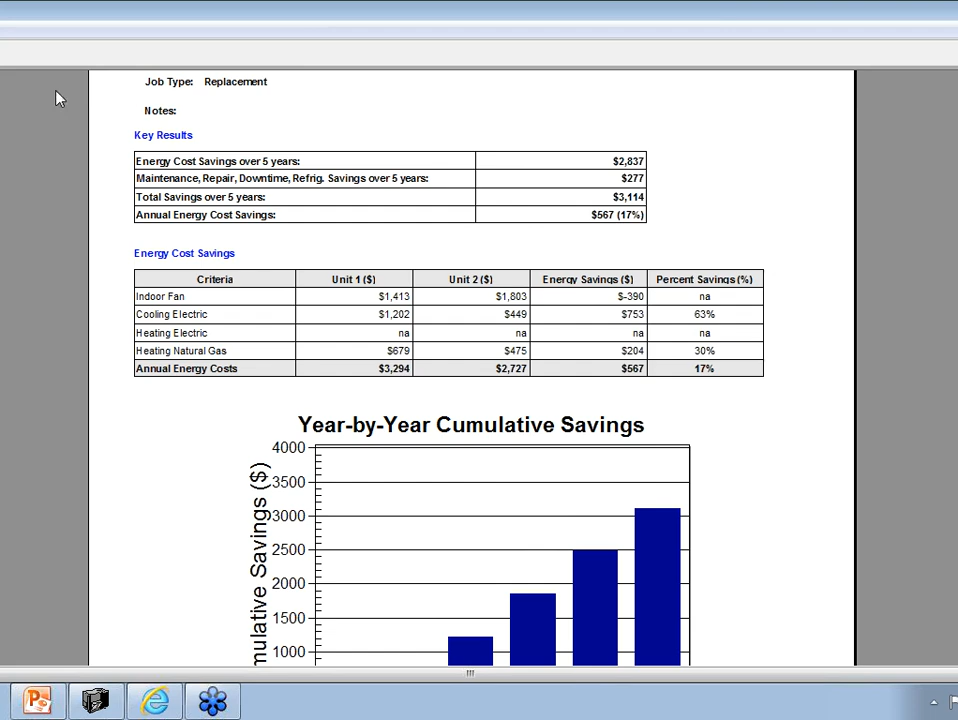 Job Type: Replacement
Notes:
Key Results
Energy Cost Savings over 5 years: $2,837
Maintenance, Repair, Downtime, Refrig. Savings over 5 years: $277
Total Savings over 5 years: $3,114
Annual Energy Cost Savings: $567 (17%)
Energy Cost Savings
Criteria Unit 1 ($) Unit 2 ($) Energy Savings ($) Percent Savings (%)
Indoor Fan $1,413 $1,803 $-390 na
Cooling Electric $1,202 $449 $753 63%
Heating Electric na na na na
Heating Natural Gas $679 $475 $204 30%
Annual Energy Costs $3,294 $2,727 $567 17%
Year-by-Year Cumulative Savings
4000
3500
3000
2500
2000
1500
1000
mulative Savings ($)